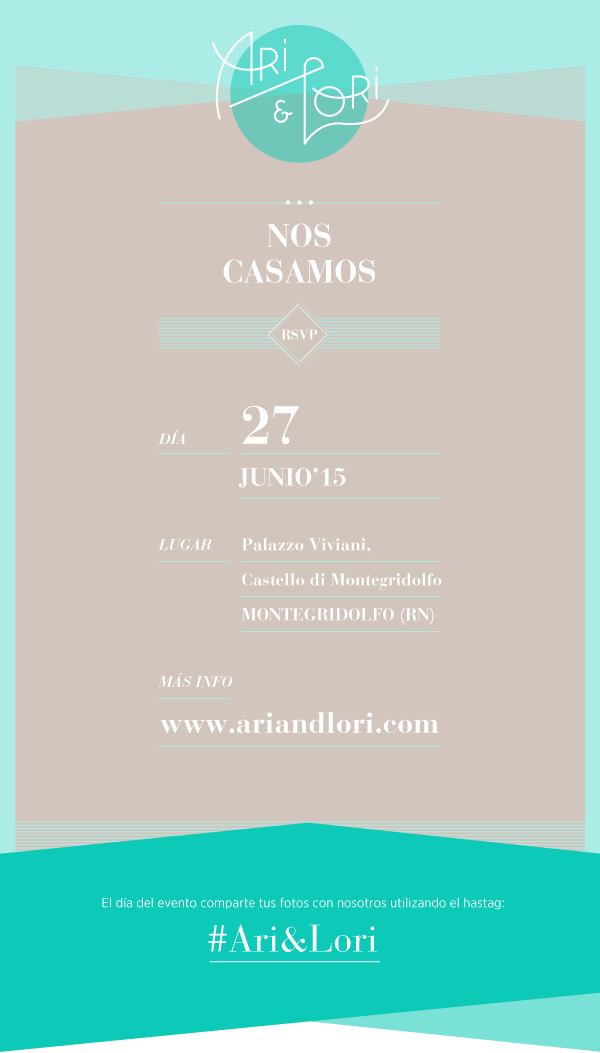 ARI
& LORI
NOS
CASAMOS
RSVP
DÍA
27
JUNIO'15
LUGAR
Palazzo Viviani,
Castello di Montegridolfo
MONTEGRIDOLFO (RN)
MÁS INFO
www.ariandlori.com
El día del evento comparte tus fotos con nosotros utilizando el hastag:
#Ari&Lori